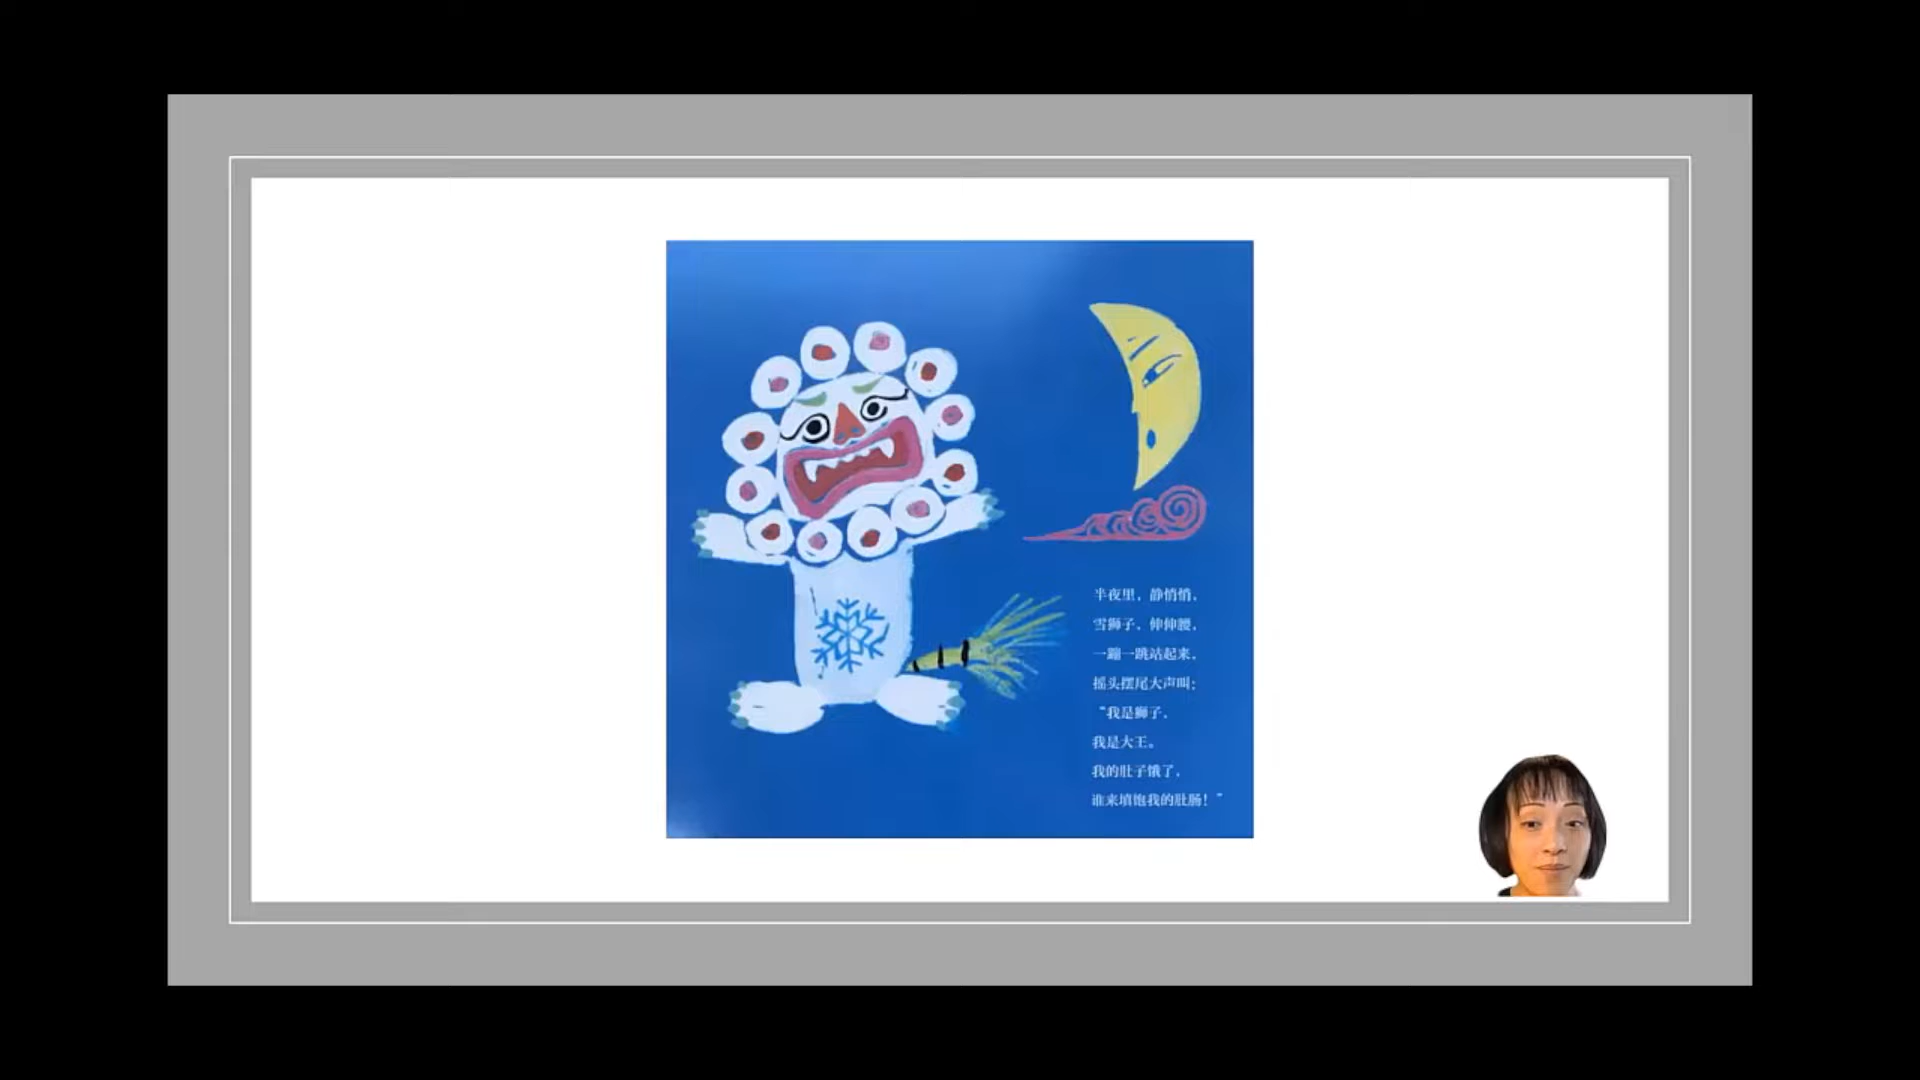 半夜里，静悄悄，
雪狮子，伸伸腰，
一蹦一跳站起来，
摇头摆尾大声叫：
“我是狮子，
我是大王。
我的肚子饿了，
谁来填饱我的肚肠！”